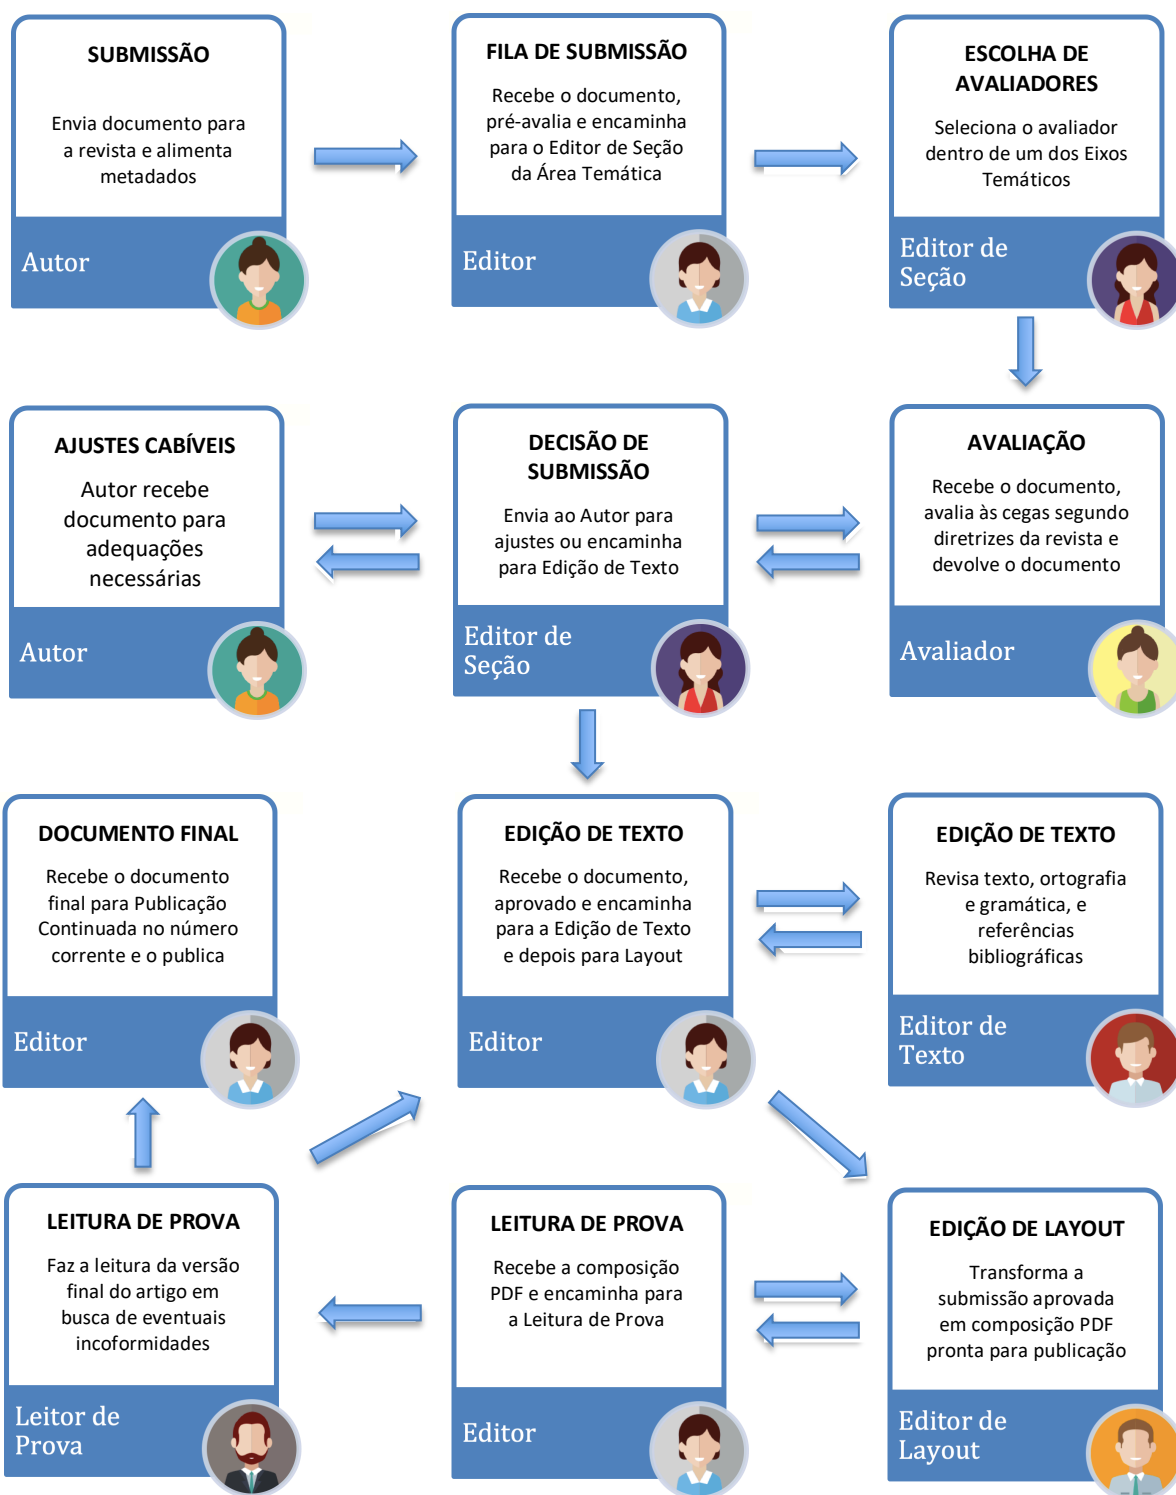 SUBMISSÃO
Envia documento para
a revista e alimenta
metadados
Autor
FILA DE SUBMISSÃO
Recebe o documento,
pré-avalia e encaminha
para o Editor de Seção
da Área Temática
Editor
ESCOLHA DE
AVALIADORES
Seleciona o avaliador
dentro de um dos Eixos
Temáticos
Editor de
Seção
AJUSTES CABÍVEIS
Autor recebe
documento para
adequações
necessárias
Autor
DECISÃO DE
SUBMISSÃO
Envia ao Autor para
ajustes ou encaminha
para Edição de Texto
Editor de
Seção
AVALIAÇÃO
Recebe o documento,
avalia às cegas segundo
diretrizes da revista e
devolve o documento
Avaliador
DOCUMENTO FINAL
Recebe o documento
final para Publicação
Continuada no número
corrente e o publica
Editor
EDIÇÃO DE TEXTO
Recebe o documento,
aprovado e encaminha
para a Edição de Texto
e depois para Layout
Editor
EDIÇÃO DE TEXTO
Revisa texto, ortografia
e gramática, e
referências
bibliográficas
Editor de
Texto
LEITURA DE PROVA
Faz a leitura da versão
final do artigo em
busca de eventuais
incoformidades
Leitor de
Prova
LEITURA DE PROVA
Recebe a composição
PDF e encaminha para
a Leitura de Prova
Editor
EDIÇÃO DE LAYOUT
Transforma a
submissão aprovada
em composição PDF
pronta para publicação
Editor de
Layout